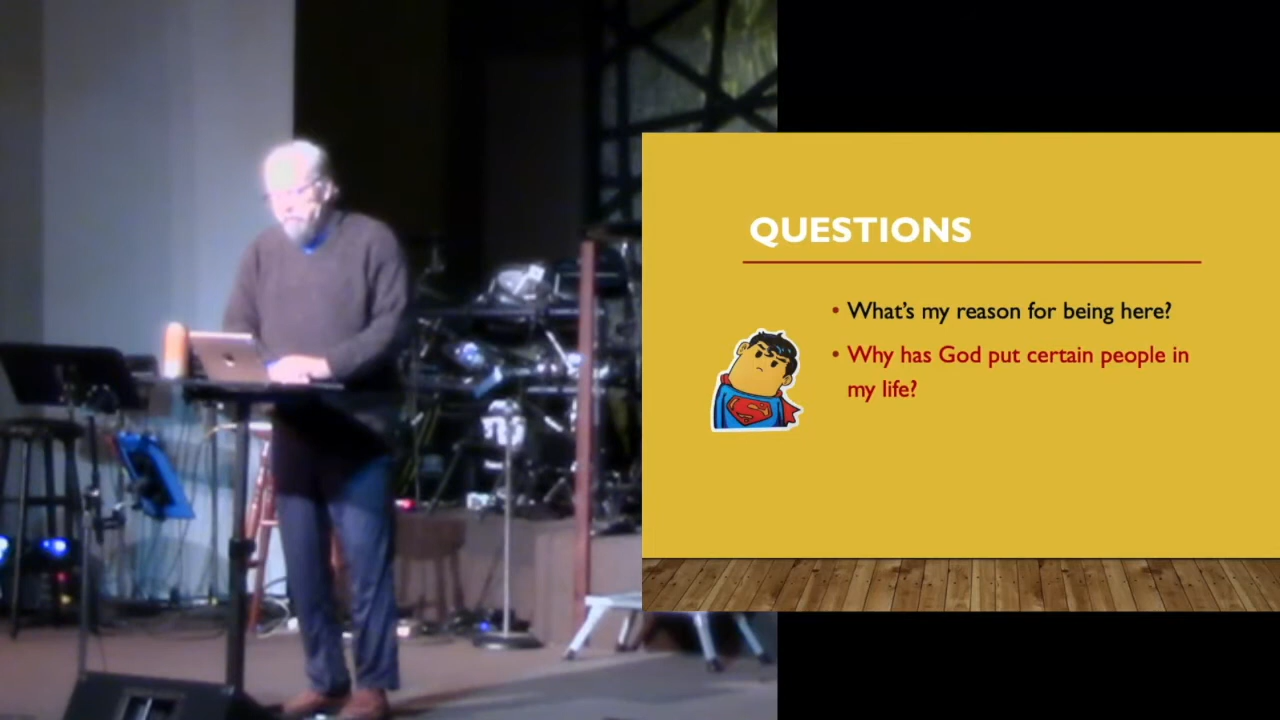 QUESTIONS
• What's my reason for being here?
• Why has God put certain people in
my life?